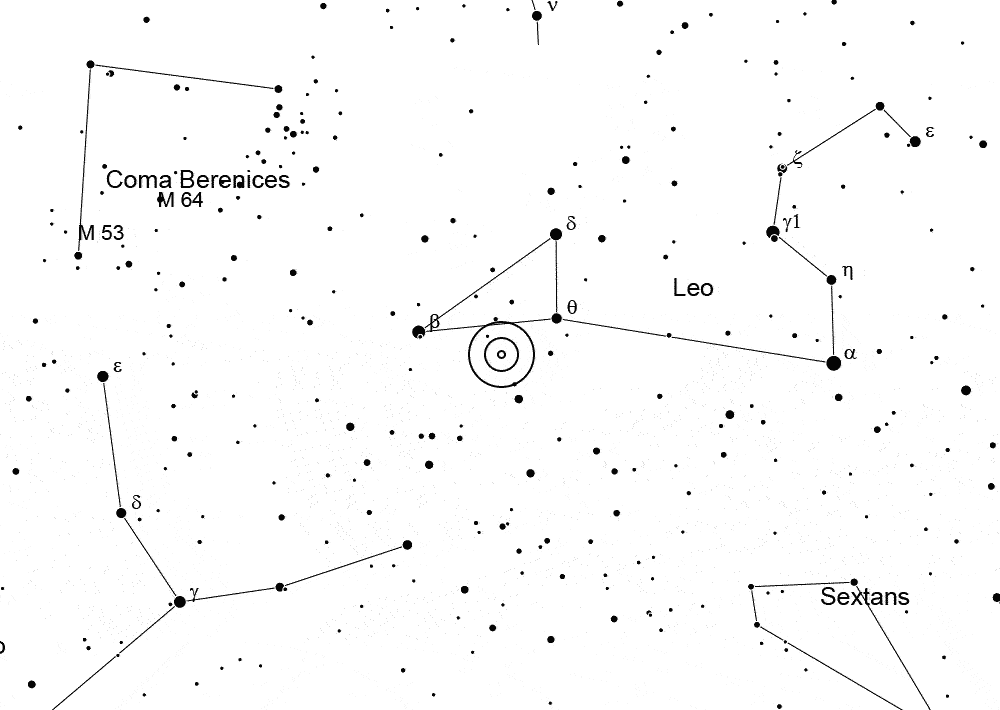 ν
ε
ζ
Coma Berenices
M 64
γ1
δ
M 53
η
Leo
θ
β
α
ε
δ
γ
Sextans
o